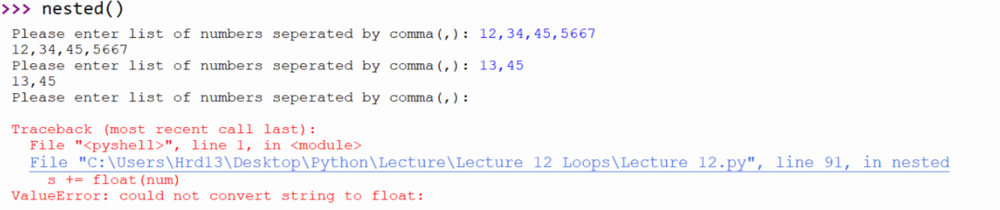 >>> nested()
Please enter list of numbers seperated by comma(,): 12,34,45,5667
12,34,45,5667
Please enter list of numbers seperated by comma(,): 13,45
13,45
Please enter list of numbers seperated by comma(,):
Traceback (most recent call last):
File "<pyshell>", line 1, in <module>
File "C:\Users\Hrd13\Desktop\Python\Lecture\Lecture 12 Loops\Lecture 12.py", line 91, in nested
s += float(num)
ValueError: could not convert string to float: